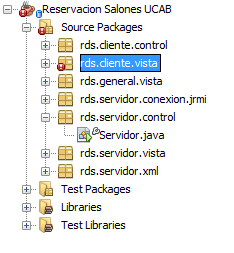 Reservacion Salones UCAB
Source Packages
rds.cliente.control
rds.cliente.vista
rds.general.vista
rds.servidor.conexion.jrmi
rds.servidor.control
Servidor.java
rds.servidor.vista
rds.servidor.xml
Test Packages
Libraries
Test Libraries